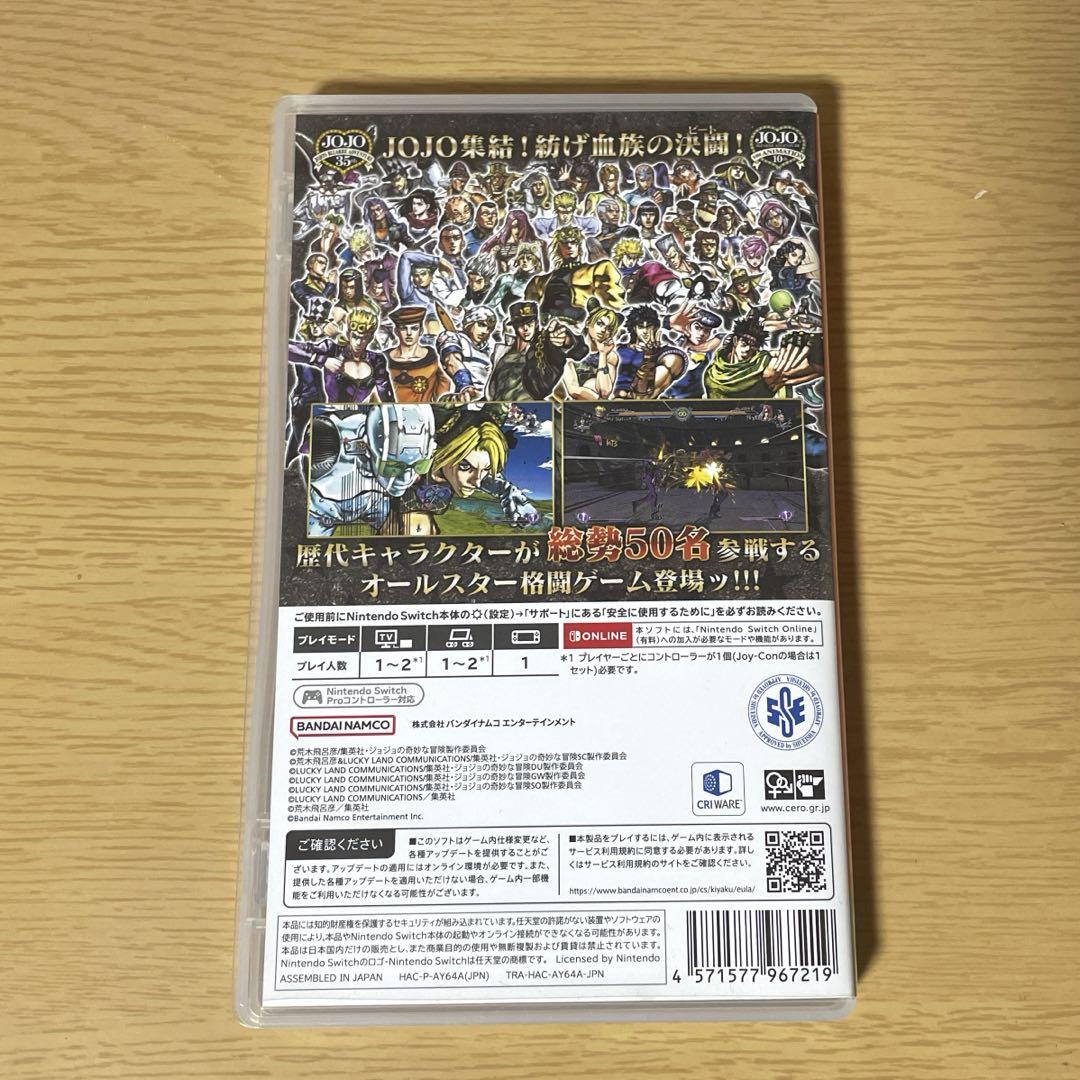 JOJO
35
JOJO集結!紡げ血族の決闘!
ビート
JOJO
ANIMATION
10
歴代キャラクターが総勢50名参戦する
オールスター格闘ゲーム登場ッ!!!
ご使用前にNintendo Switch本体の(設定)→「サポート」にある「安全に使用するために」を必ずお読みください。
プレイモード TV
プレイ人数 1~2*1 1~2*1 1
ONLINE
本ソフトには、「Nintendo Switch Online」
(有料)への加入が必要なモードや機能があります。
*1 プレイヤーごとにコントローラーが1個(Joy-Conの場合は1
セット)必要です。
Nintendo Switch
Proコントローラー対応
BANDAI NAMCO 株式会社 バンダイナムコ エンターテインメント
APPROVED by SHUEISHA
©荒木飛呂彦/集英社・ジョジョの奇妙な冒険製作委員会
©荒木飛呂彦&LUCKY LAND COMMUNICATIONS/集英社・ジョジョの奇妙な冒険SC製作委員会
©LUCKY LAND COMMUNICATIONS/集英社・ジョジョの奇妙な冒険DU製作委員会
©LUCKY LAND COMMUNICATIONS/集英社・ジョジョの奇妙な冒険GW製作委員会
©LUCKY LAND COMMUNICATIONS/集英社・ジョジョの奇妙な冒険SO製作委員会
©LUCKY LAND COMMUNICATIONS/集英社
©荒木飛呂彦/集英社
©Bandai Namco Entertainment Inc.
CRIWARE
www.cero.gr.jp
ご確認ください
■このソフトはゲーム内仕様変更など、
各種アップデートを提供することがご
ざいます。アップデートの適用にはオンライン環境が必要です。また、
提供した各種アップデートを適用いただけない場合、ゲーム内一部機
能をご利用いただけなくなる可能性がございます。
■本製品をプレイするには、ゲーム内に表示される
サービス利用規約に同意する必要があります。詳し
くはサービス利用規約のサイトをご確認ください。
https://www.bandainamcoent.co.jp/cs/kiyaku/eula/
本品には知的財産権を保護するセキュリティが組み込まれています。任天堂の許諾がない装置やソフトウェアの
使用により、本品やNintendo Switch本体の起動やオンライン接続ができなくなる可能性があります。
本品は日本国内だけの販売とし、また商業目的の使用や無断複製および賃貸は禁止されています。
Nintendo Switchのロゴ・Nintendo Switchは任天堂の商標です。 Licensed by Nintendo
ASSEMBLED IN JAPAN HAC-P-AY64A(JPN) TRA-HAC-AY64A-JPN
4 571577 967219